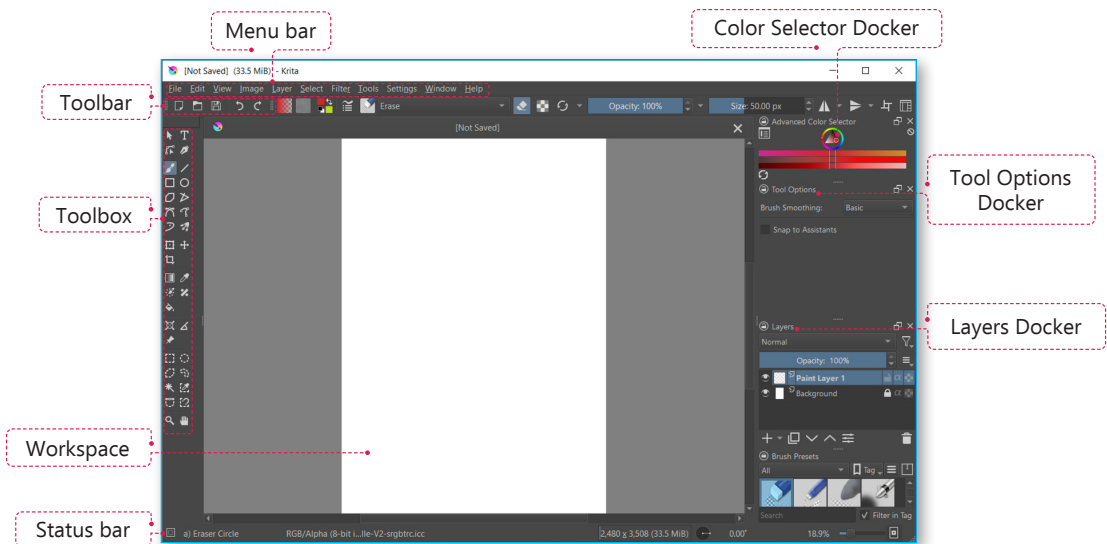 Menu bar
Color Selector Docker
[Not Saved] (33.5 MiB) - Krita
File Edit View Image Layer Select Filter Tools Settings Window Help
Toolbar
Erase
Opacity: 100%
Size: 50.00 px
[Not Saved]
Advanced Color Selector
Tool Options
Tool Options
Docker
Brush Smoothing: Basic
Snap to Assistants
Toolbox
Layers
Layers Docker
Normal
Opacity: 100%
Paint Layer 1
Background
Workspace
Brush Presets
All
Tag
Search
Filter in Tag
Status bar
a) Eraser Circle
RGB/Alpha (8-bit i...lle-V2-srgbtrc.icc
2,480 x 3,508 (33.5 MiB)
0.00°
18.9%